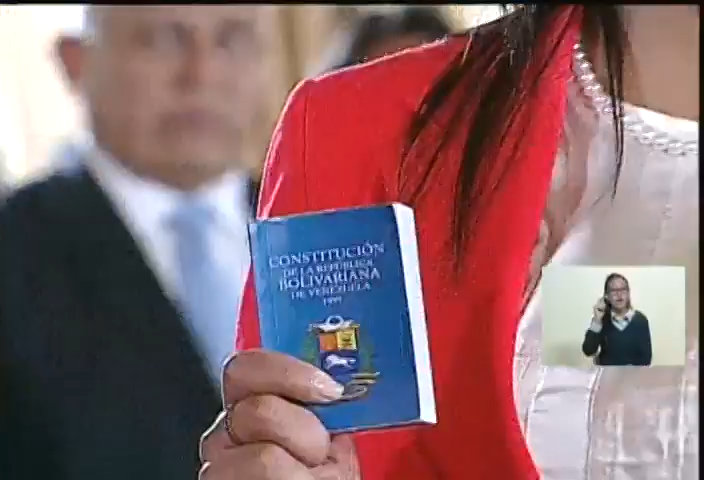 CONSTITUCIÓN
DE LA REPÚBLICA
BOLIVARIANA
DE VENEZUELA
1999